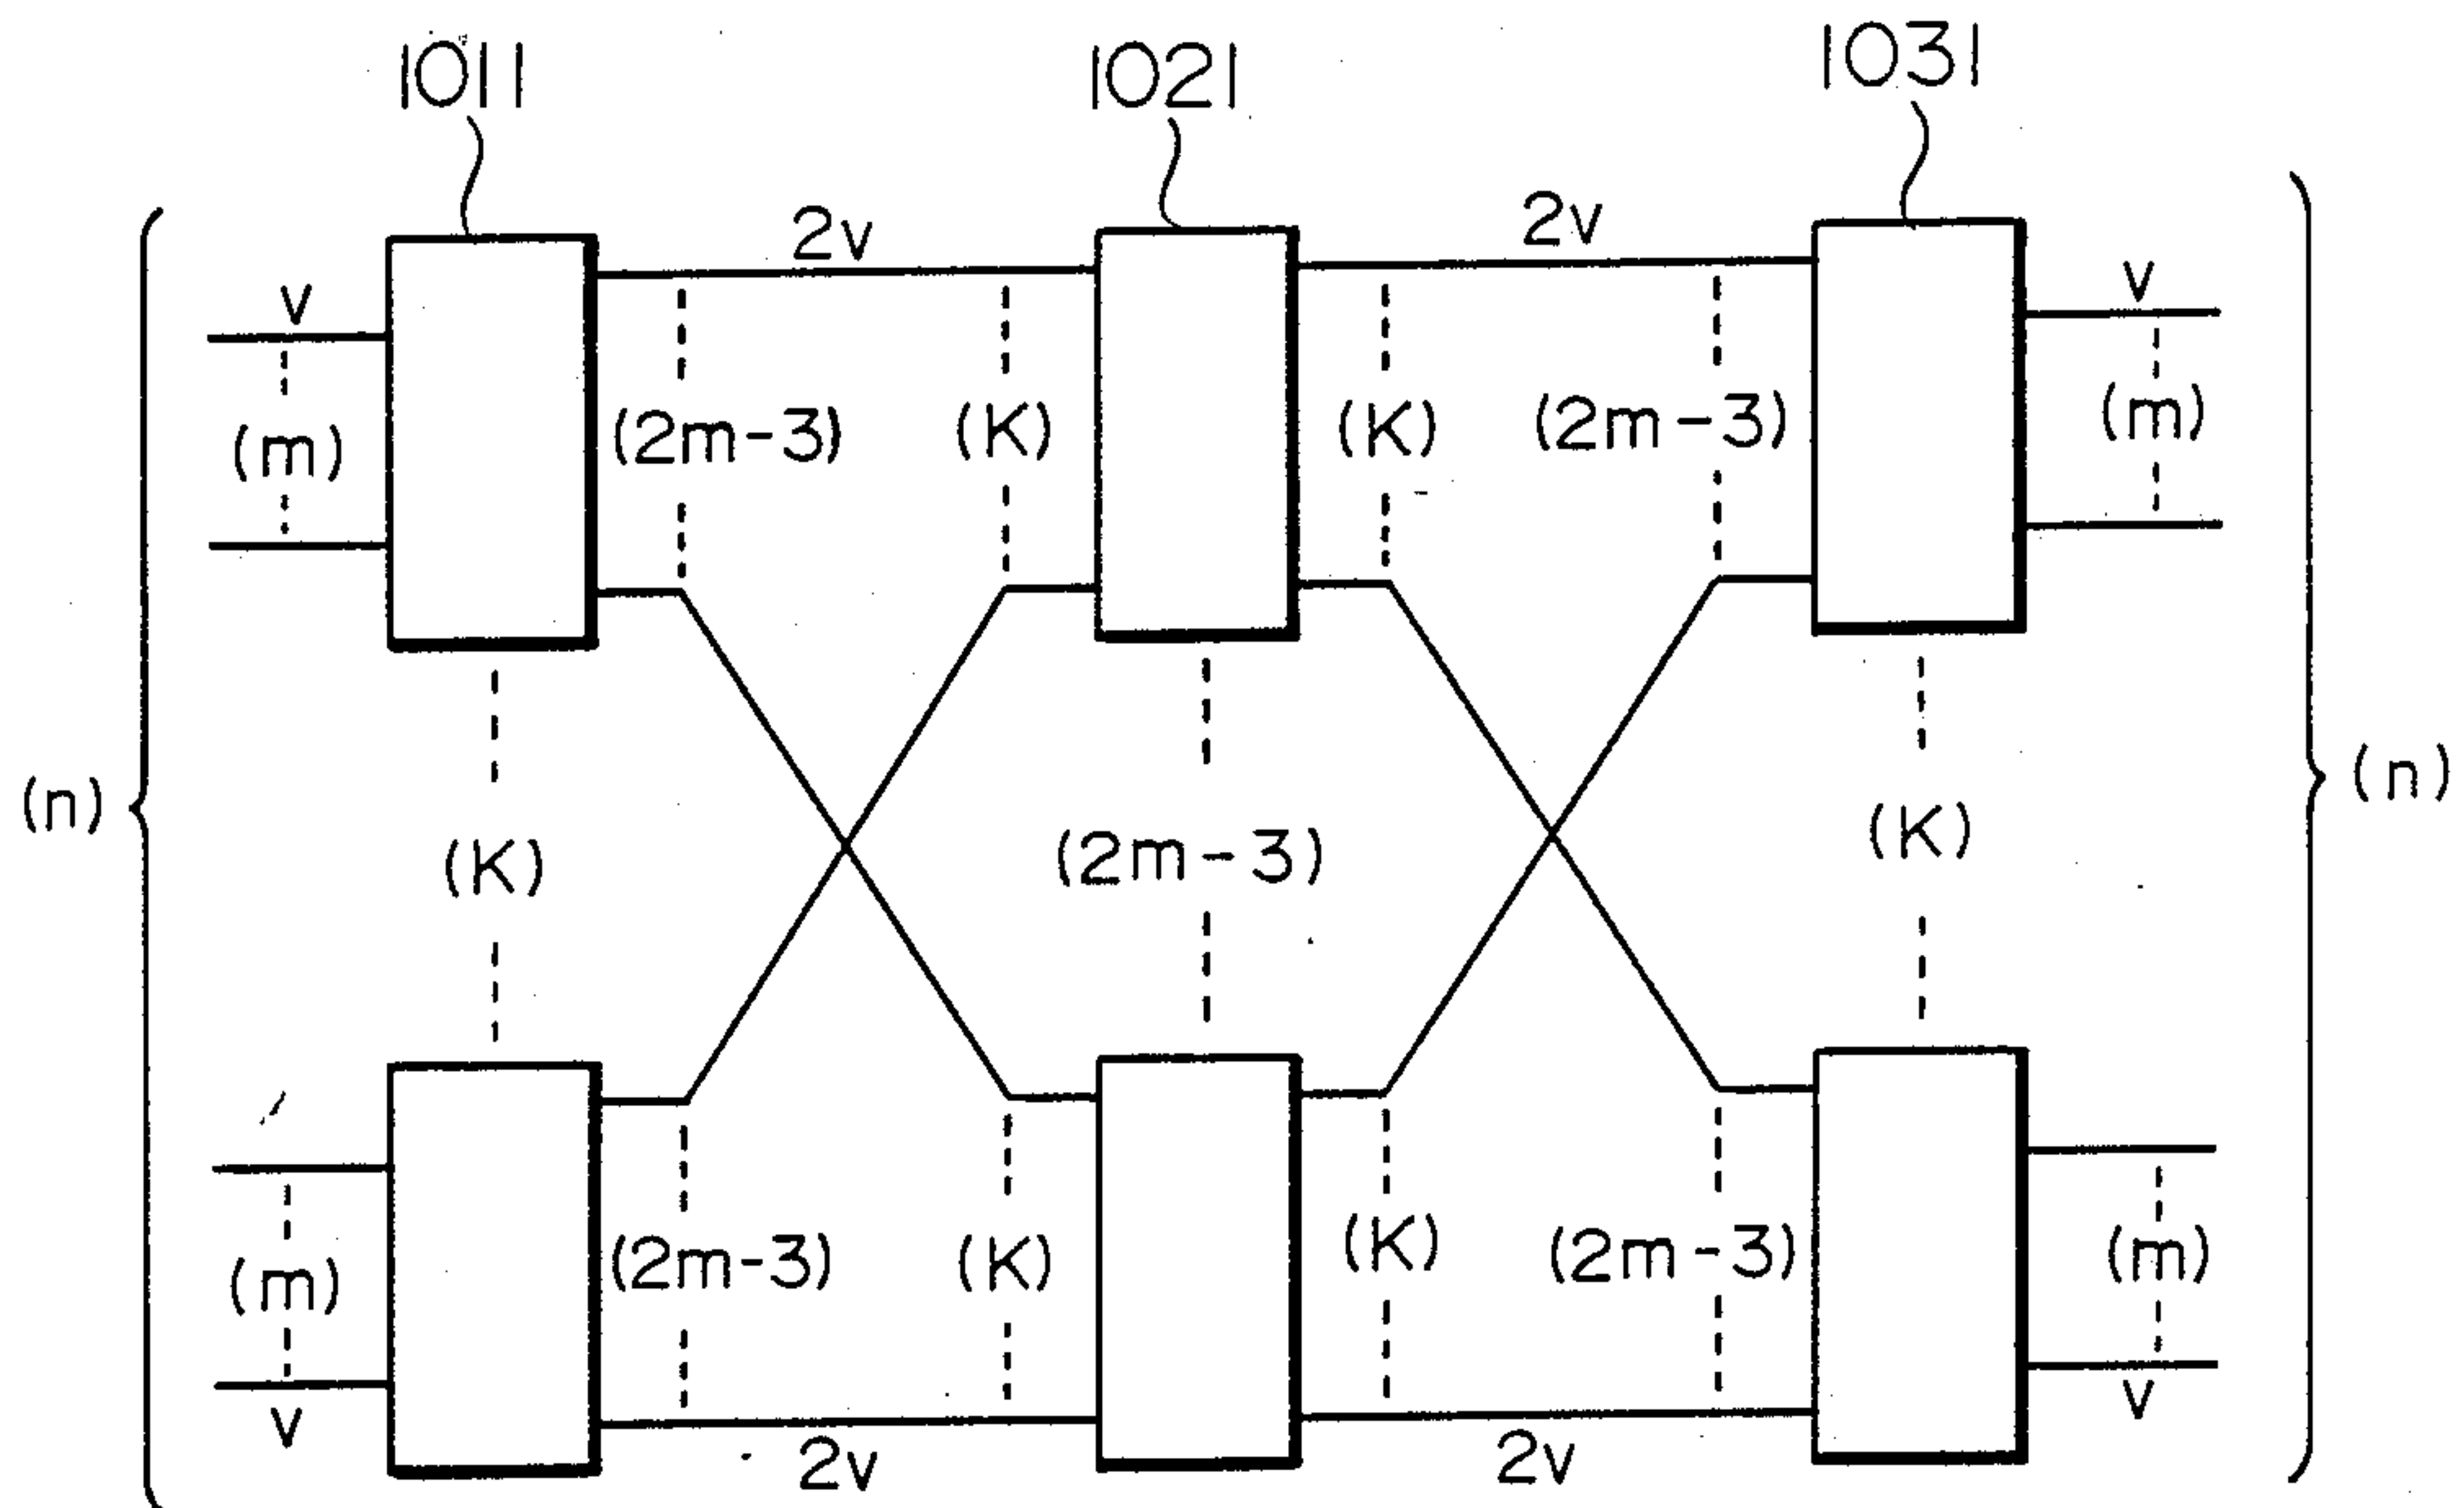 1011
1021
1031
2v
2v
v
v
(m)
(2m-3)
(K)
(K)
(2m-3)
(m)
(n)
(K)
(2m-3)
(K)
(n)
(m)
(2m-3)
(K)
(K)
(2m-3)
(m)
v
v
2v
2v